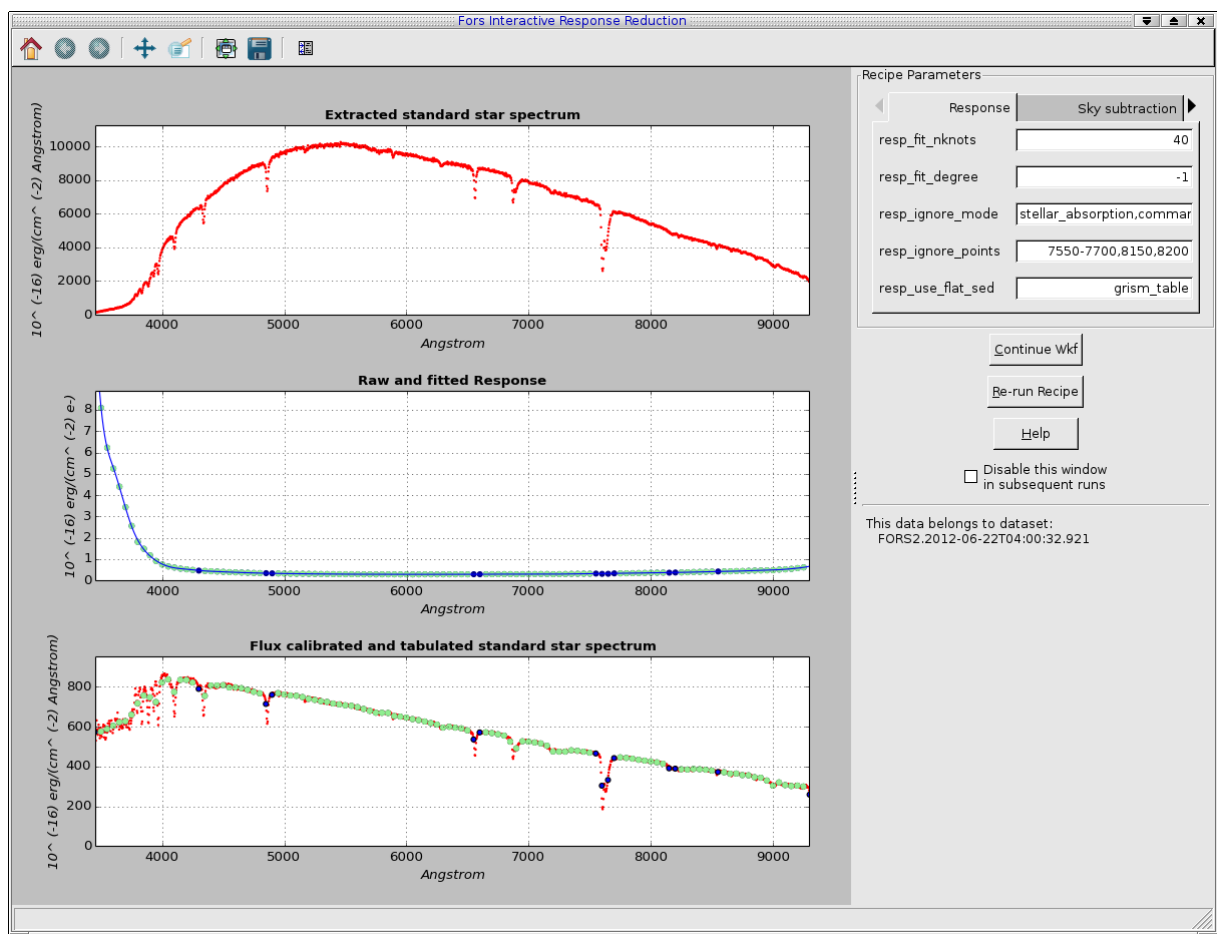 Fors Interactive Response Reduction
Extracted standard star spectrum
10^ (-16) erg/(cm^ (-2) Angstrom)
10000
8000
6000
4000
2000
0
4000 5000 6000 7000 8000 9000
Angstrom
Raw and fitted Response
10^ (-16) erg/(cm^ (-2) e-)
8
7
6
5
4
3
2
1
0
4000 5000 6000 7000 8000 9000
Angstrom
Flux calibrated and tabulated standard star spectrum
10^ (-16) erg/(cm^ (-2) Angstrom)
800
600
400
200
0
4000 5000 6000 7000 8000 9000
Angstrom
Recipe Parameters
Response Sky subtraction
resp_fit_nknots 40
resp_fit_degree -1
resp_ignore_mode stellar_absorption,commar
resp_ignore_points 7550-7700,8150,8200
resp_use_flat_sed grism_table
Continue Wkf
Re-run Recipe
Help
Disable this window
in subsequent runs
This data belongs to dataset:
FORS2.2012-06-22T04:00:32.921